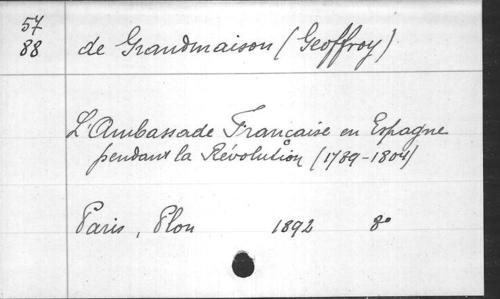 57
88
de Grandmaison (Geoffroy)
L'Ambassade Française en Espagne
pendant la Révolution (1789-1804)
Paris, Plon 1892 8°